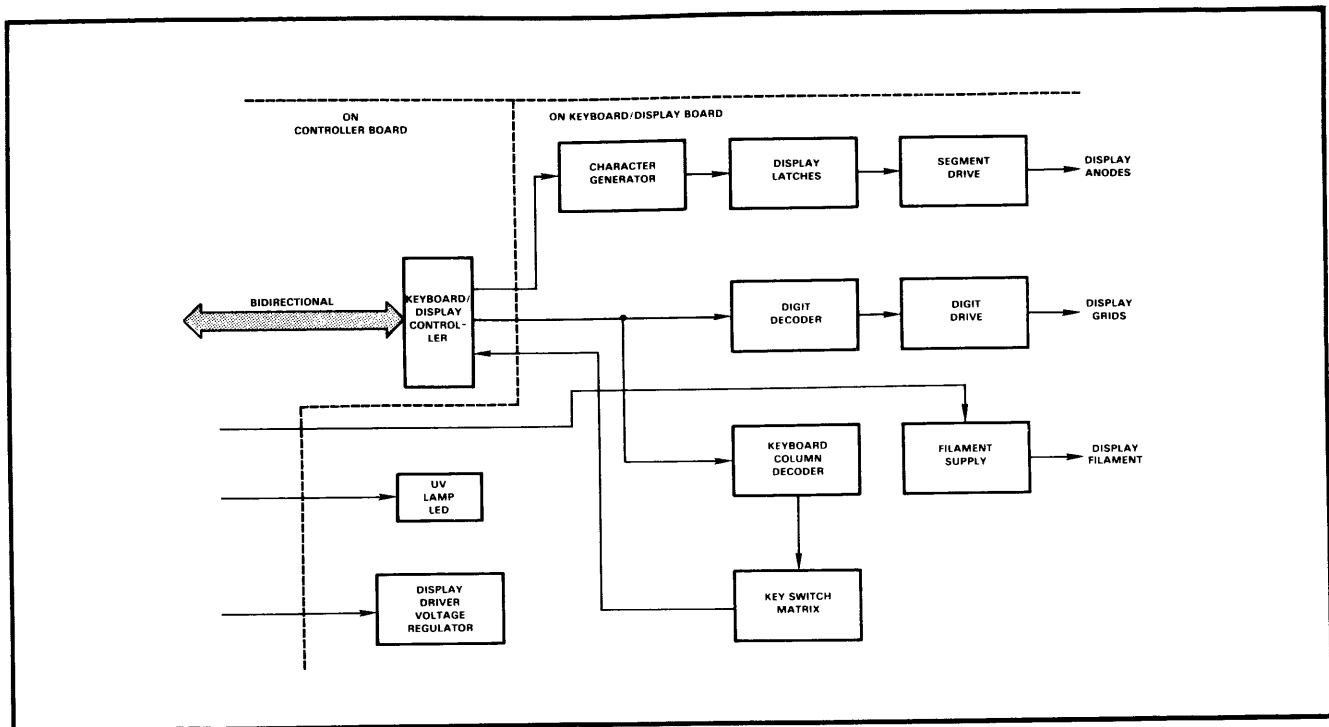 ON
CONTROLLER BOARD
ON KEYBOARD/DISPLAY BOARD
CHARACTER
GENERATOR
DISPLAY
LATCHES
SEGMENT
DRIVE
DISPLAY
ANODES
BIDIRECTIONAL
KEYBOARD/
DISPLAY
CONTROL-
LER
DIGIT
DECODER
DIGIT
DRIVE
DISPLAY
GRIDS
KEYBOARD
COLUMN
DECODER
FILAMENT
SUPPLY
DISPLAY
FILAMENT
UV
LAMP
LED
DISPLAY
DRIVER
VOLTAGE
REGULATOR
KEY SWITCH
MATRIX